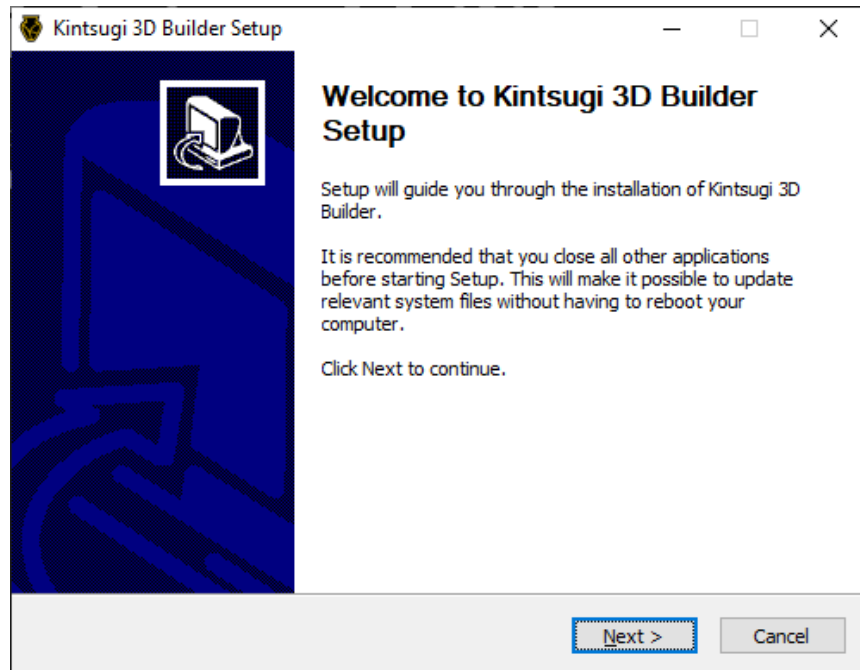 Kintsugi 3D Builder Setup
Welcome to Kintsugi 3D Builder
Setup
Setup will guide you through the installation of Kintsugi 3D
Builder.
It is recommended that you close all other applications
before starting Setup. This will make it possible to update
relevant system files without having to reboot your
computer.
Click Next to continue.
Next >
Cancel